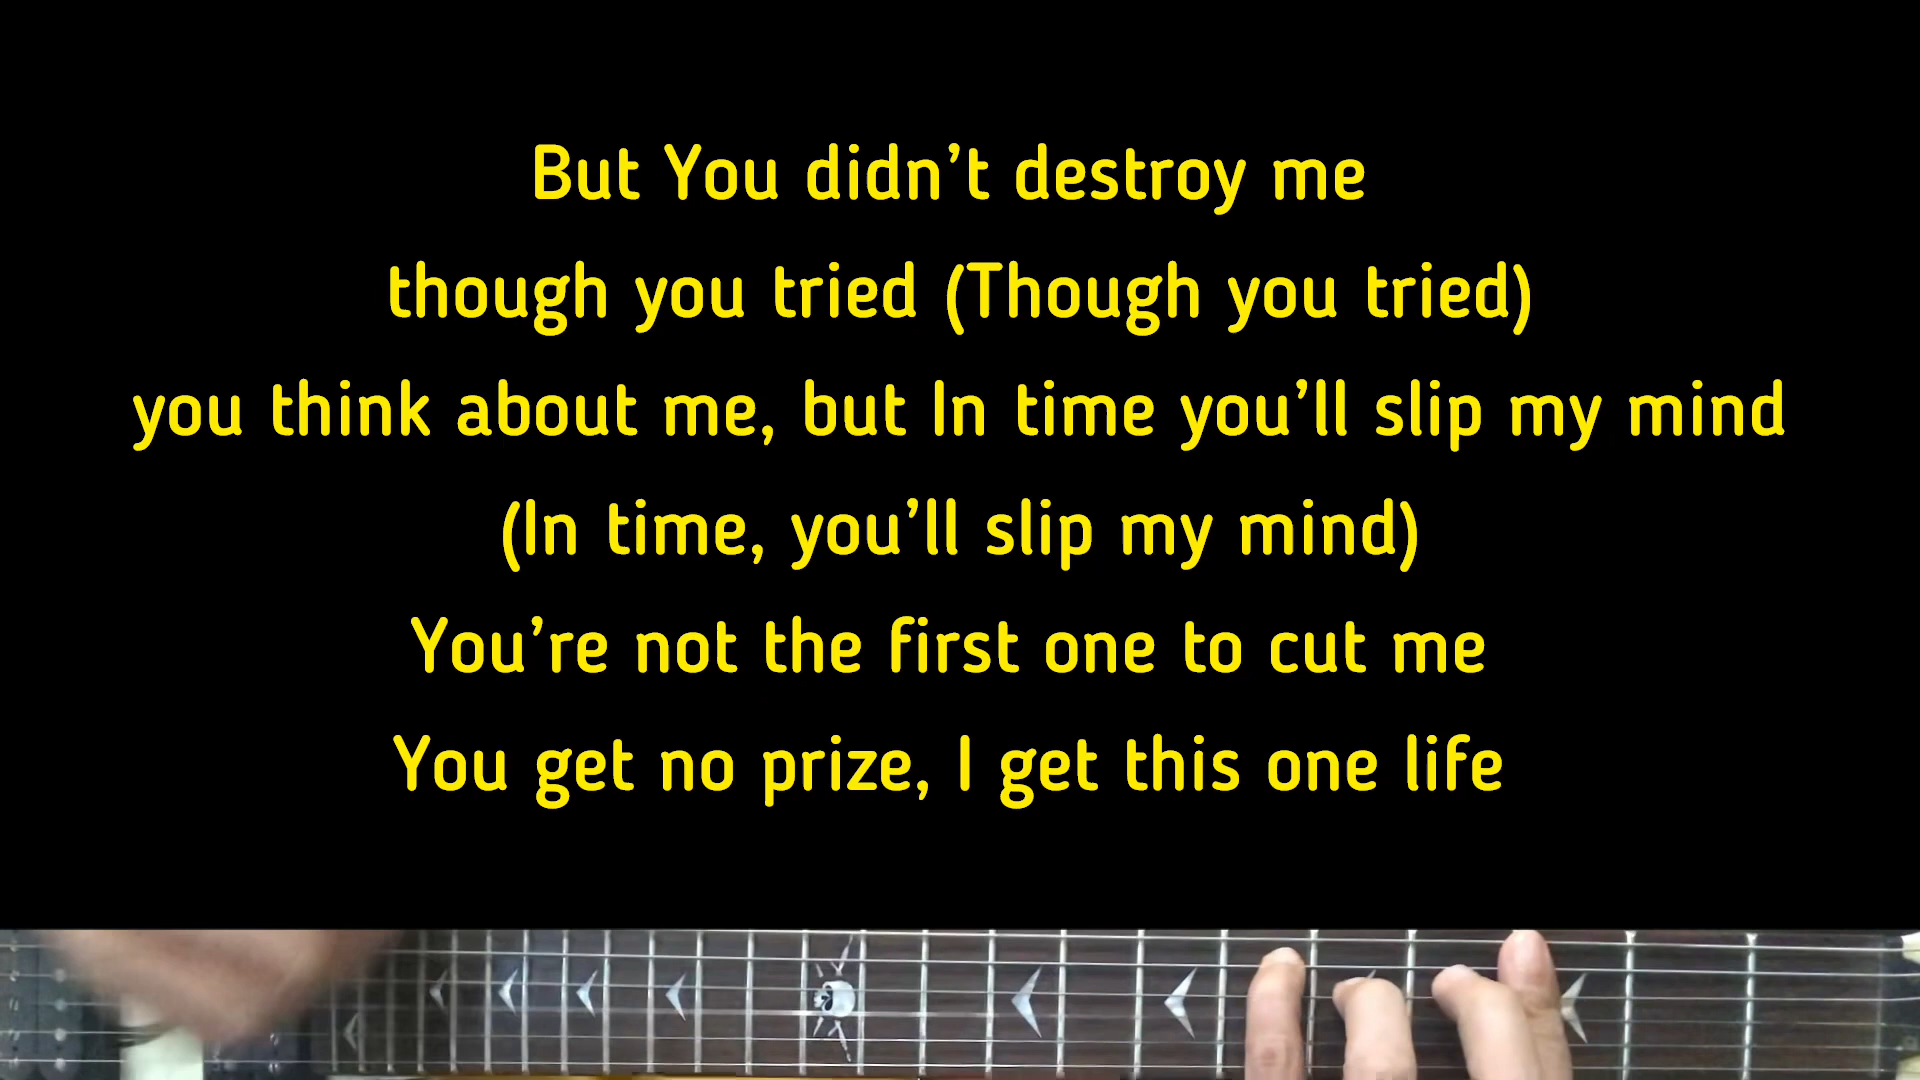 But You didn’t destroy me
though you tried (Though you tried)
you think about me, but In time you’ll slip my mind
(In time, you’ll slip my mind)
You’re not the first one to cut me
You get no prize, I get this one life